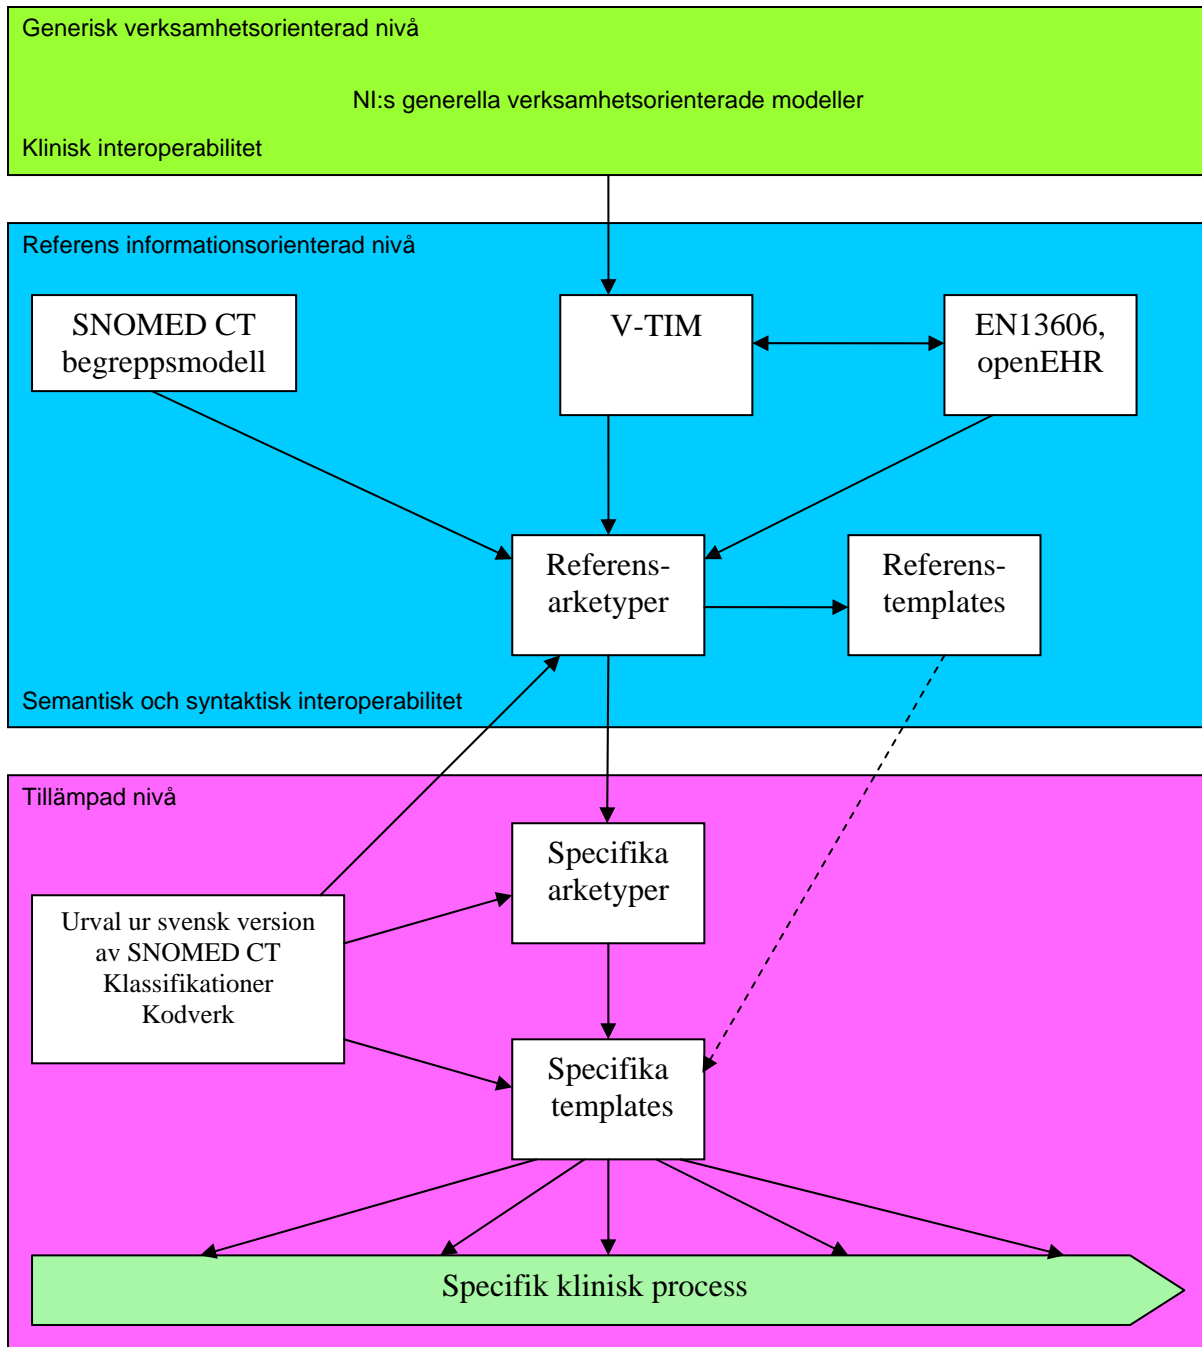 Generisk verksamhetsorienterad nivå
NI:s generella verksamhetsorienterade modeller
Klinisk interoperabilitet
Referens informationsorienterad nivå
SNOMED CT
begreppsmodell
V-TIM
EN13606,
openEHR
Referens-
arketyper
Referens-
templates
Semantisk och syntaktisk interoperabilitet
Tillämpad nivå
Specifika
arketyper
Urval ur svensk version
av SNOMED CT
Klassifikationer
Kodverk
Specifika
templates
Specifik klinisk process